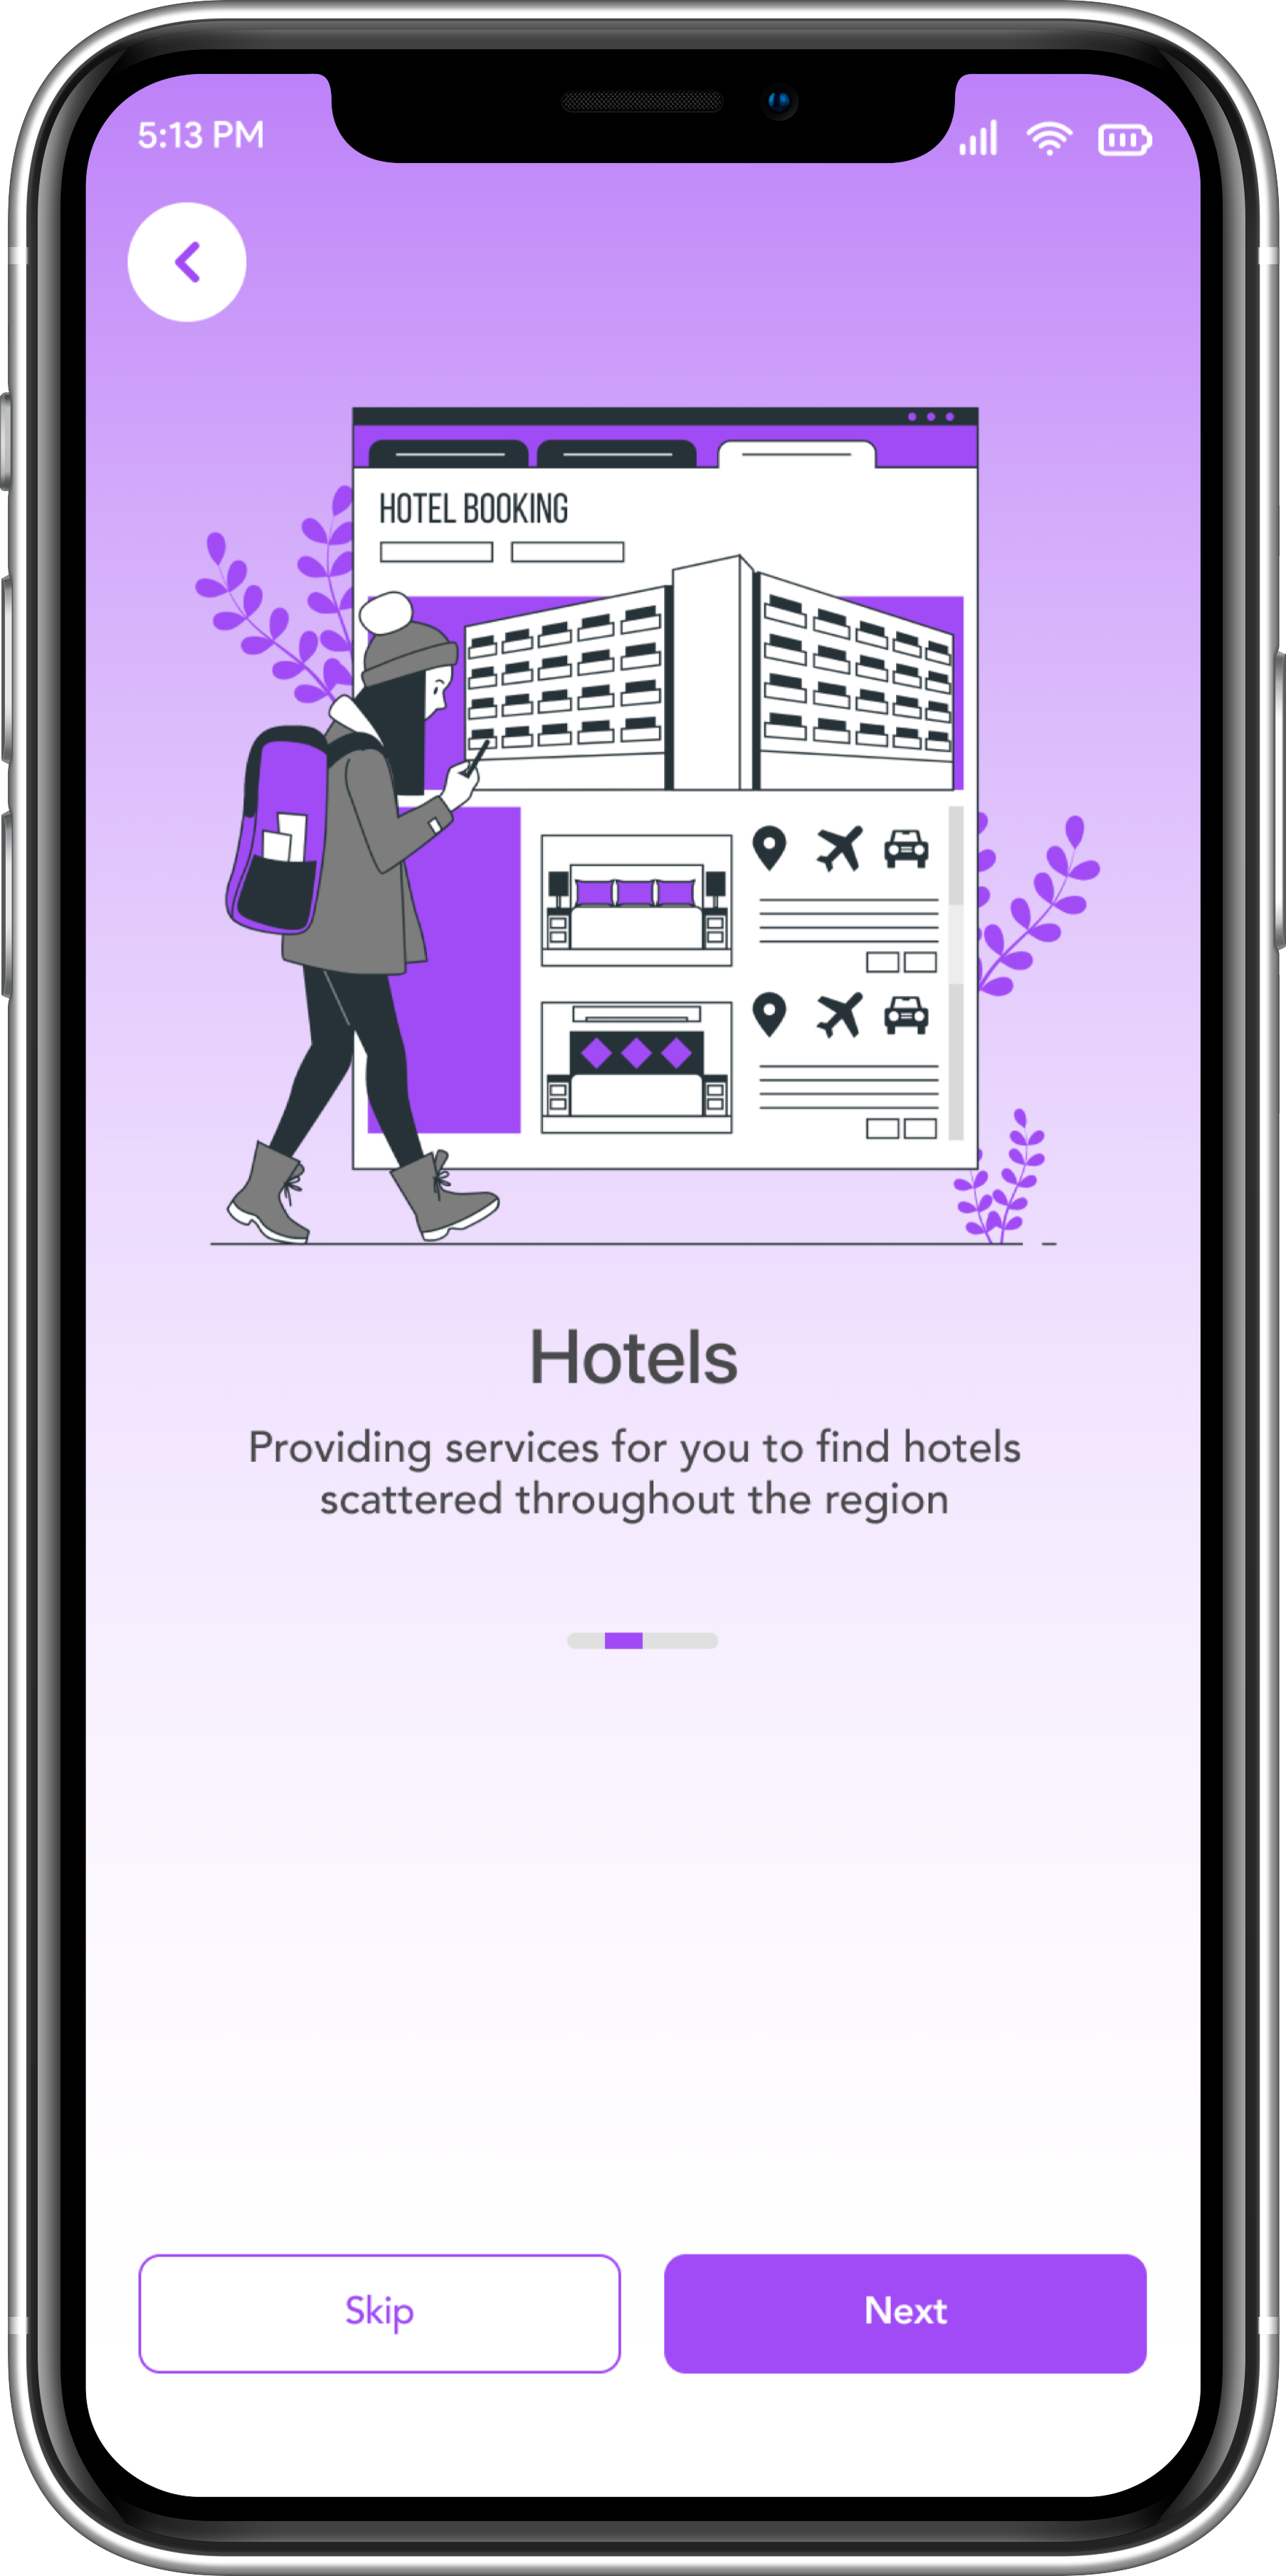 5:13 PM
HOTEL BOOKING
Hotels
Providing services for you to find hotels
scattered throughout the region
Skip
Next